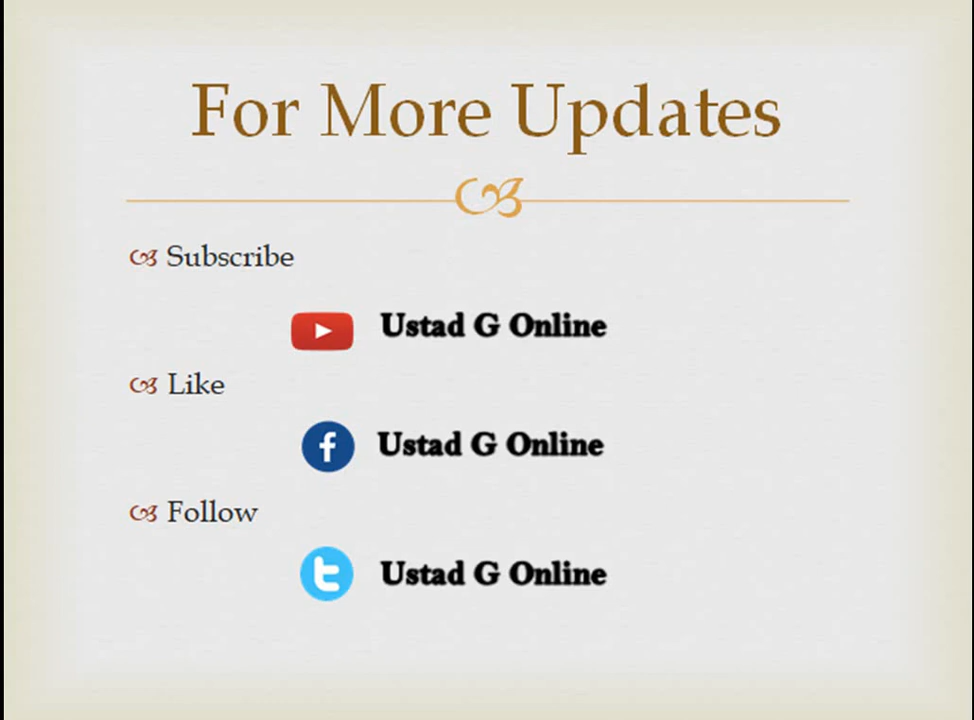 For More Updates
Subscribe
Ustad G Online
Like
Ustad G Online
Follow
Ustad G Online